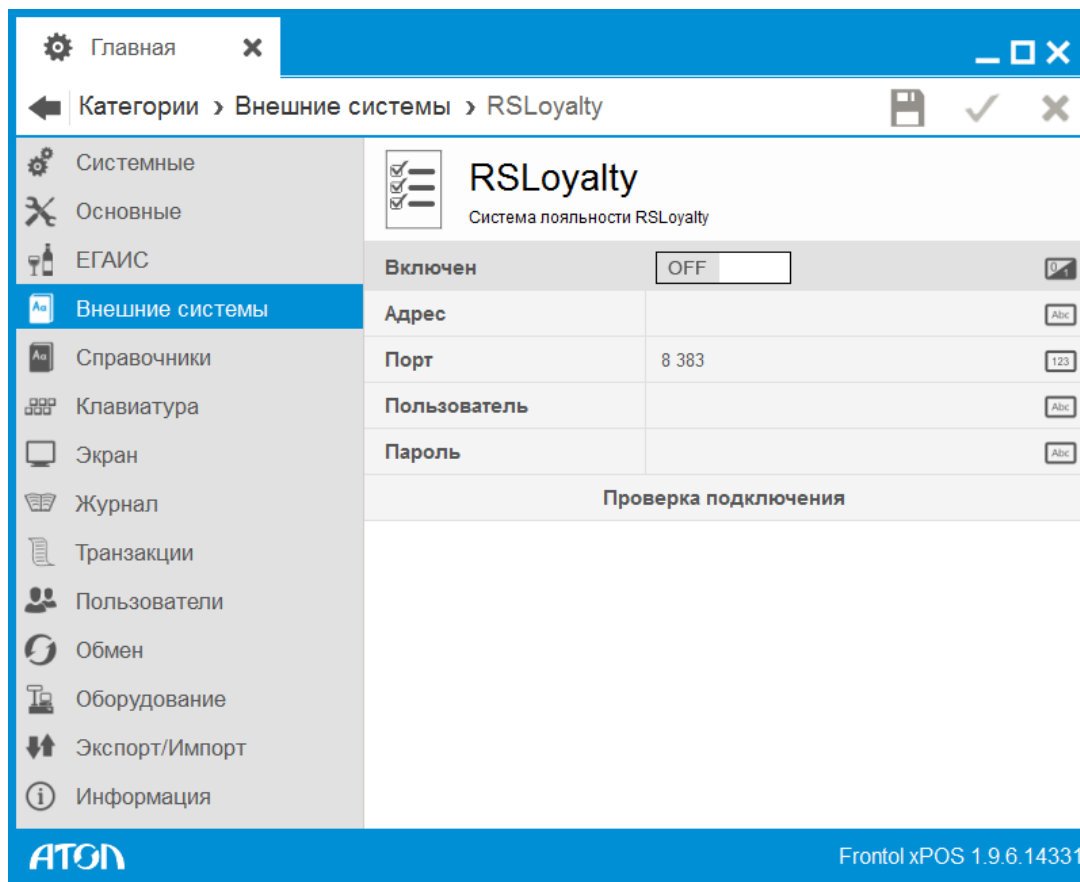 Главная
Категории › Внешние системы › RSLoyalty
Системные
Основные
ЕГАИС
Внешние системы
Справочники
Клавиатура
Экран
Журнал
Транзакции
Пользователи
Обмен
Оборудование
Экспорт/Импорт
Информация
RSLoyalty
Система лояльности RSLoyalty
Включен OFF
Адрес Abc
Порт 8 383 123
Пользователь Abc
Пароль Abc
Проверка подключения
АТОЛ Frontol xPOS 1.9.6.14331